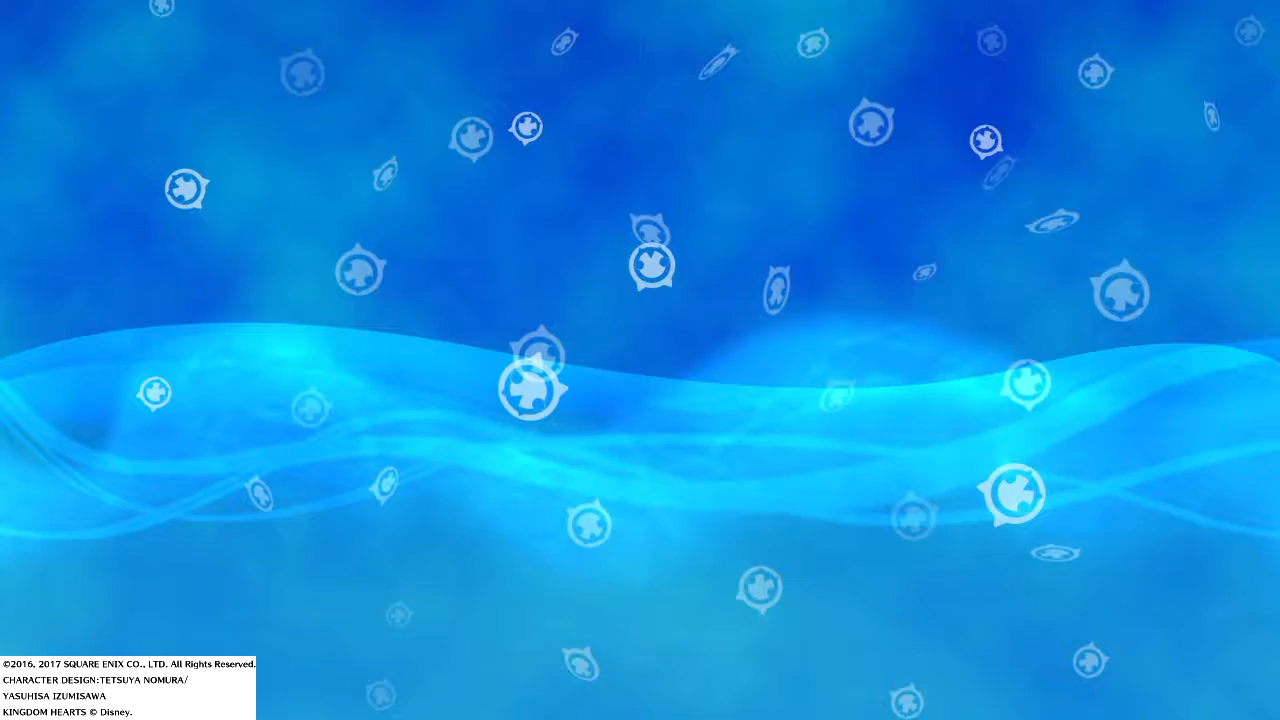 ©2016, 2017 SQUARE ENIX CO., LTD. All Rights Reserved.
CHARACTER DESIGN:TETSUYA NOMURA/
YASUHISA IZUMISAWA
KINGDOM HEARTS © Disney.